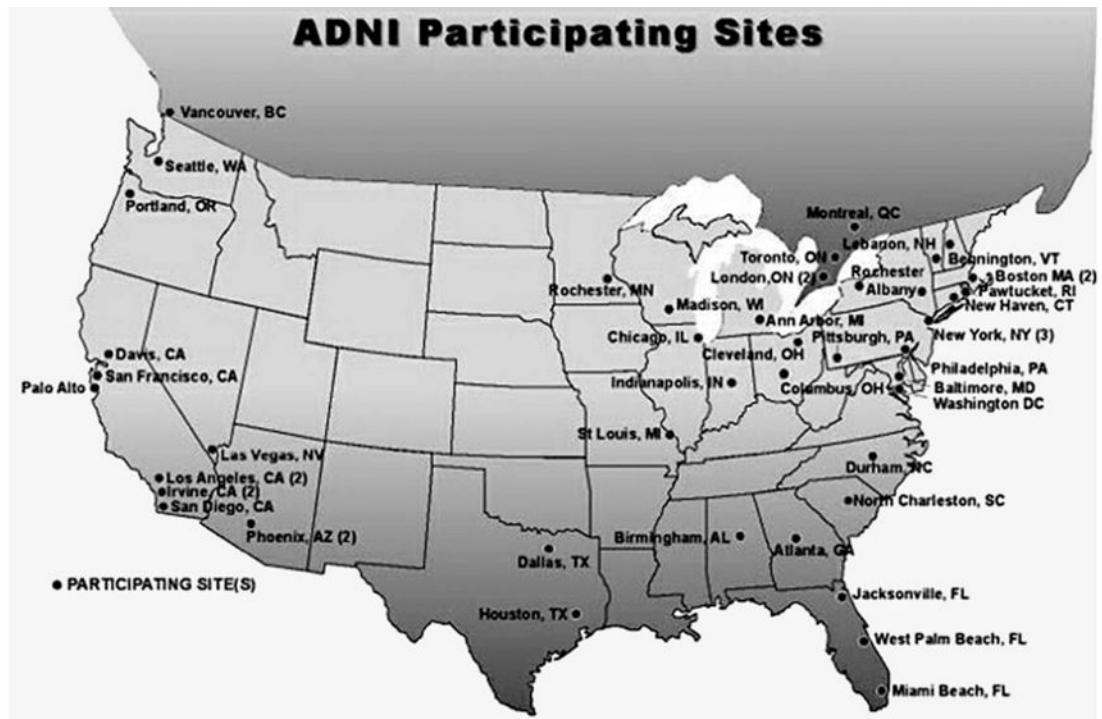 ADNI Participating Sites
Vancouver, BC
Seattle, WA
Portland, OR
Montreal, QC
Lebanon, NH
Toronto, ON
Bennington, VT
London,ON (2)
Rochester
Boston MA (2)
Rochester, MN
Albany
Pawtucket, RI
Madison, WI
New Haven, CT
Ann Arbor, MI
Chicago, IL
Pittsburgh, PA
New York, NY (3)
Davis, CA
Cleveland, OH
San Francisco, CA
Philadelphia, PA
Palo Alto
Indianapolis, IN
Columbus, OH
Baltimore, MD
Washington DC
St Louis, MI
Las Vegas, NV
Durham, NC
Los Angeles, CA (2)
Irvine, CA (2)
San Diego, CA
North Charleston, SC
Phoenix, AZ (2)
Birmingham, AL
Atlanta, GA
Dallas, TX
PARTICIPATING SITE(S)
Jacksonville, FL
Houston, TX
West Palm Beach, FL
Miami Beach, FL